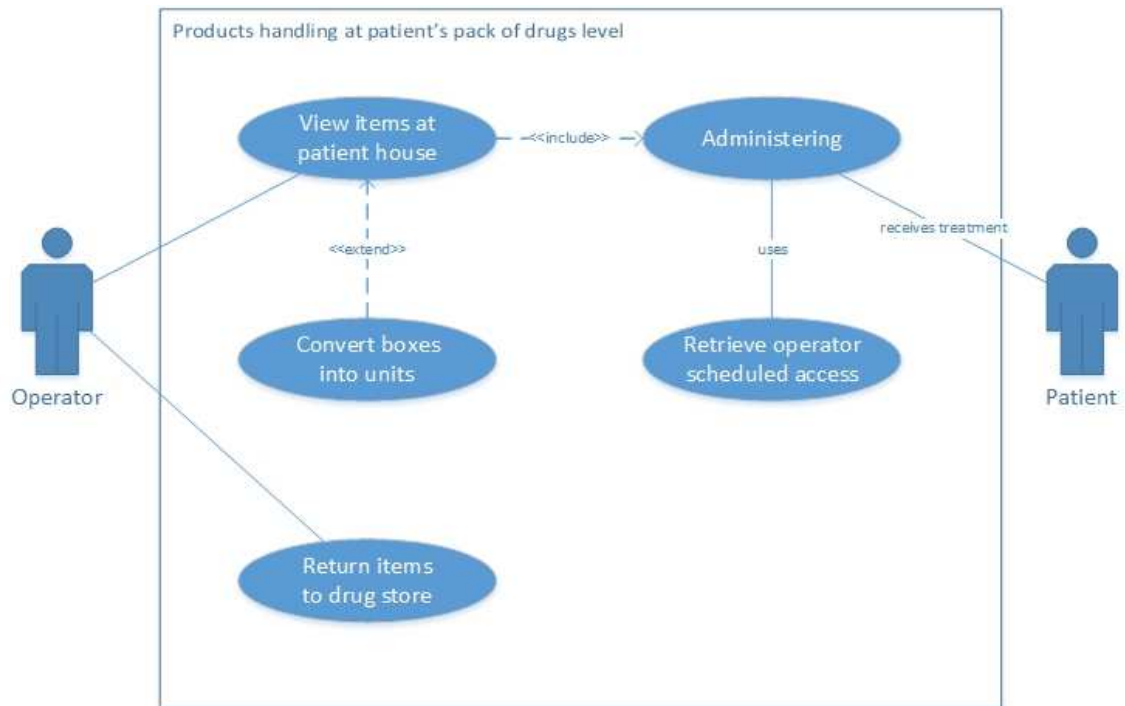 Products handling at patient's pack of drugs level
View items at
patient house
<<include>>
Administering
<<extend>>
uses
receives treatment
Operator
Convert boxes
into units
Retrieve operator
scheduled access
Patient
Return items
to drug store